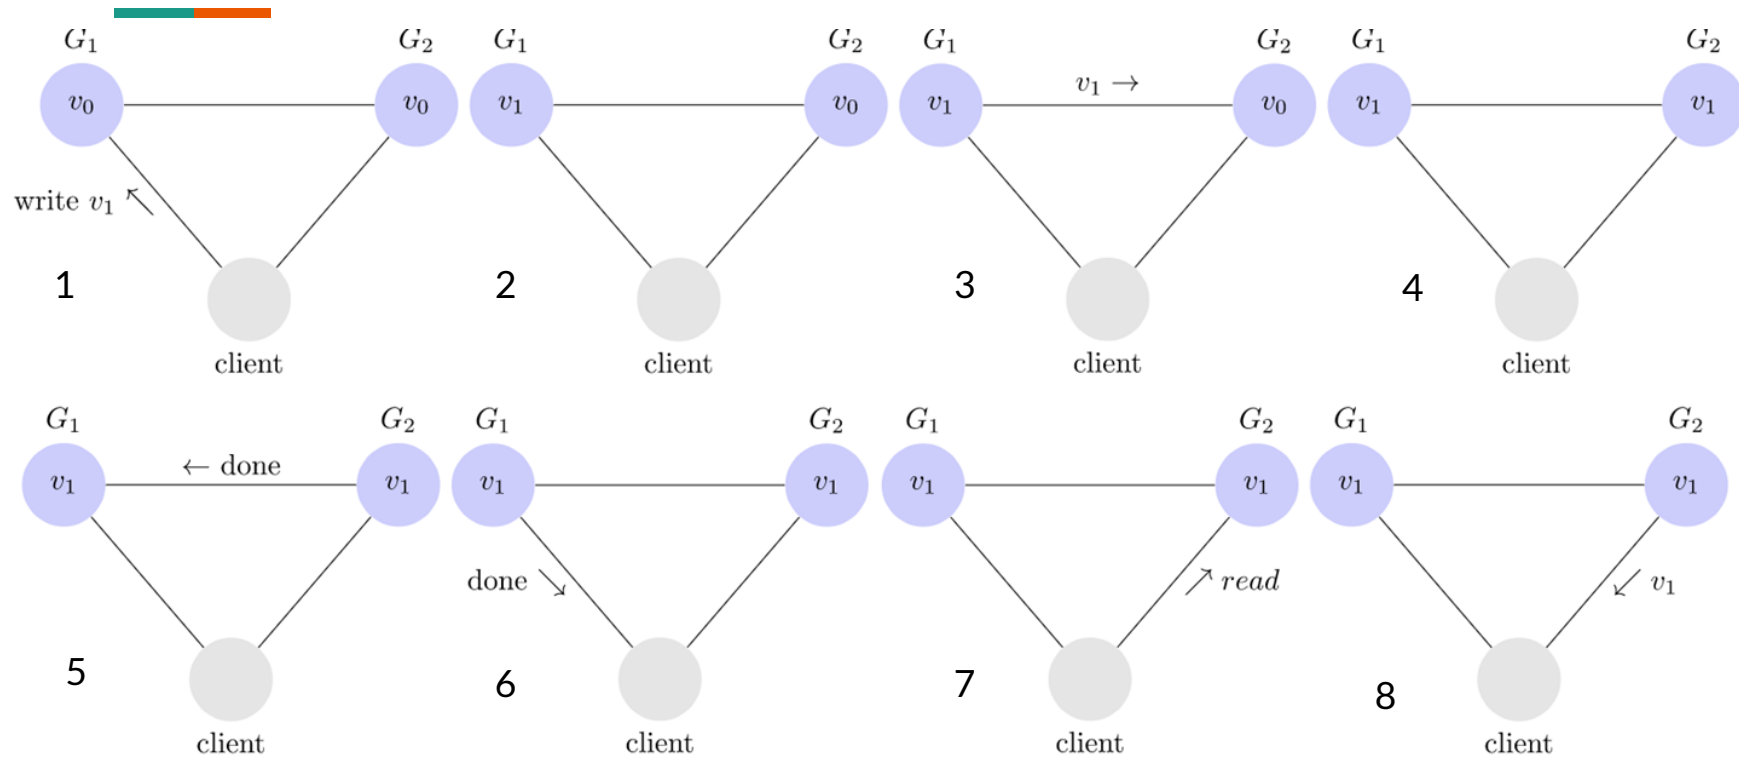 G₁ G₂ G₁ G₂ G₁ G₂ G₁ G₂
v₀ v₀ v₁ v₀ v₁ v₁ → v₀ v₁ v₁
write v₁ ↖
1 2 3 4
client client client client
G₁ G₂ G₁ G₂ G₁ G₂ G₁ G₂
v₁ ← done v₁ v₁ v₁ v₁ v₁ v₁ v₁
done ↘ ↗ read ↙ v₁
5 6 7 8
client client client client